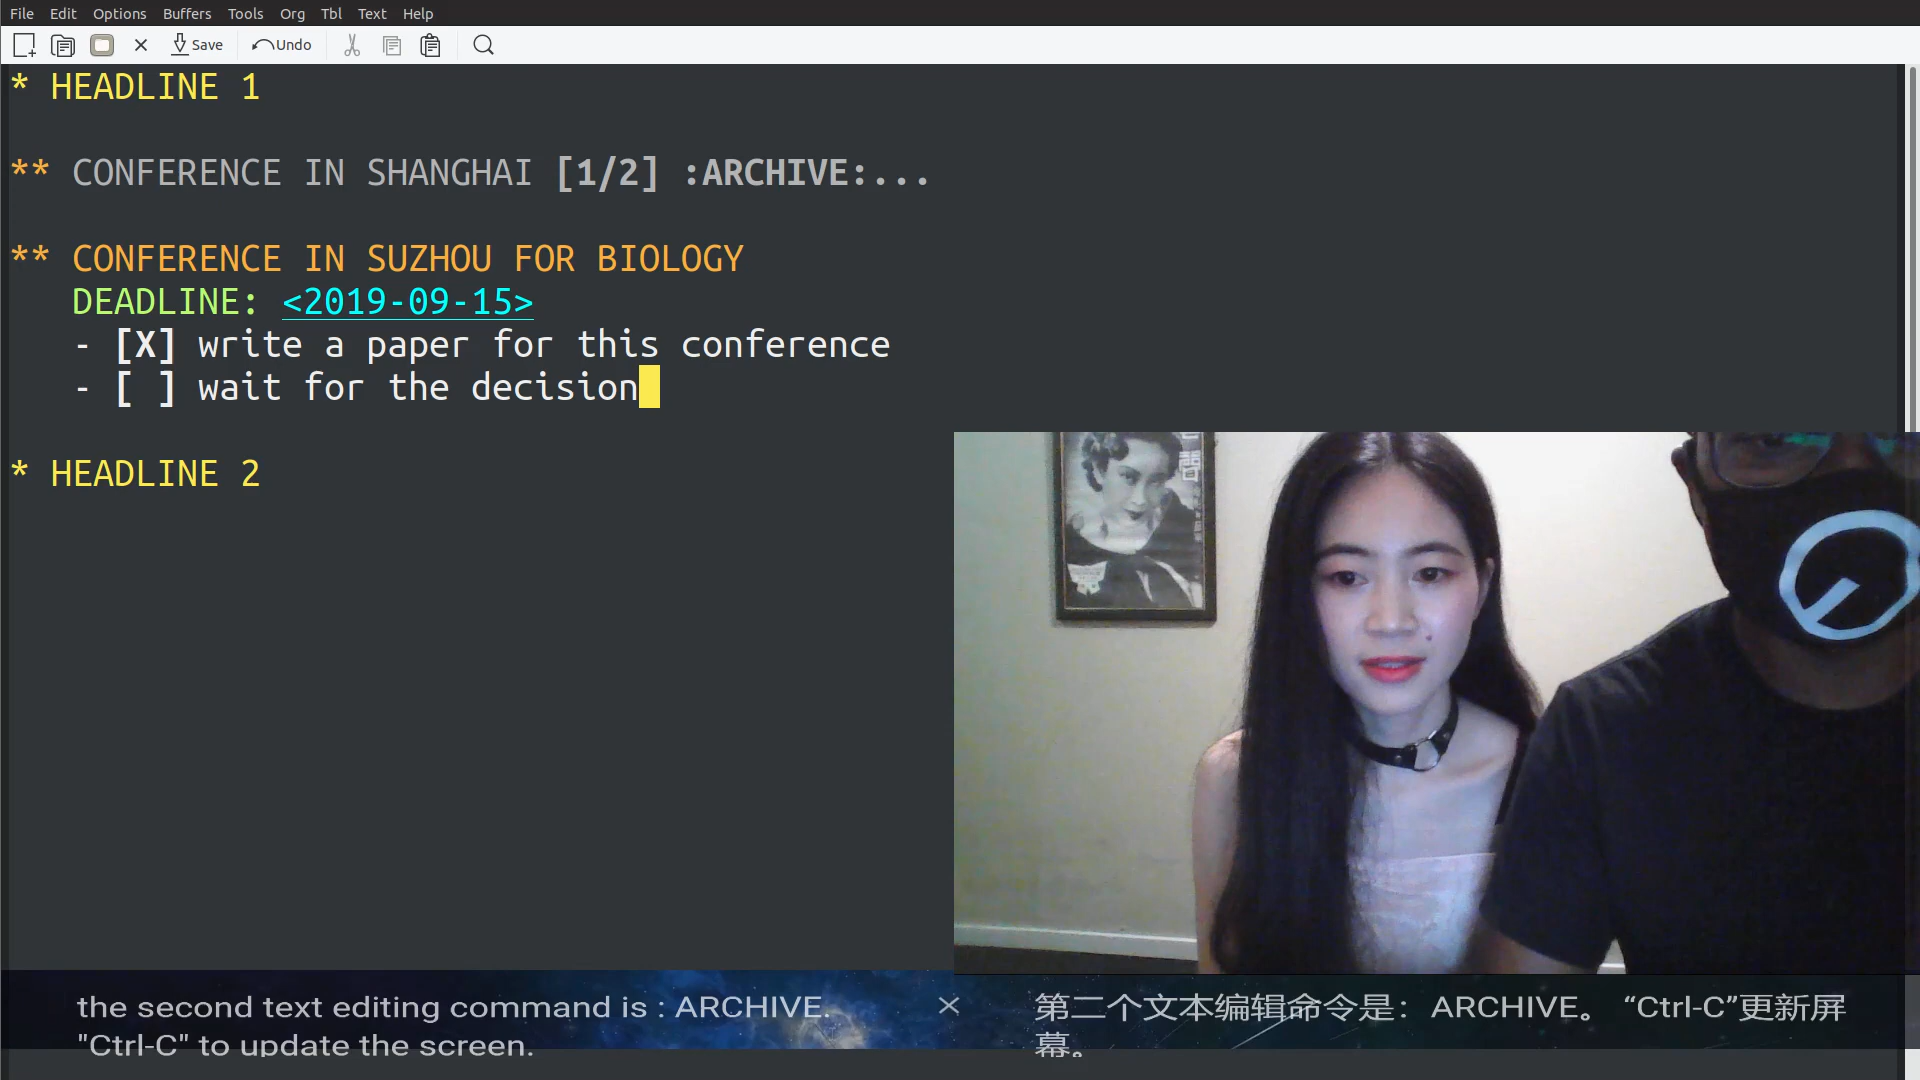 File Edit Options Buffers Tools Org Tbl Text Help
Save Undo
* HEADLINE 1
** CONFERENCE IN SHANGHAI [1/2] :ARCHIVE:...
** CONFERENCE IN SUZHOU FOR BIOLOGY
DEADLINE: <2019-09-15>
- [X] write a paper for this conference
- [ ] wait for the decision
* HEADLINE 2
the second text editing command is : ARCHIVE.
"Ctrl-C" to update the screen.
第二个文本编辑命令是： ARCHIVE。 “Ctrl-C”更新屏
幕。